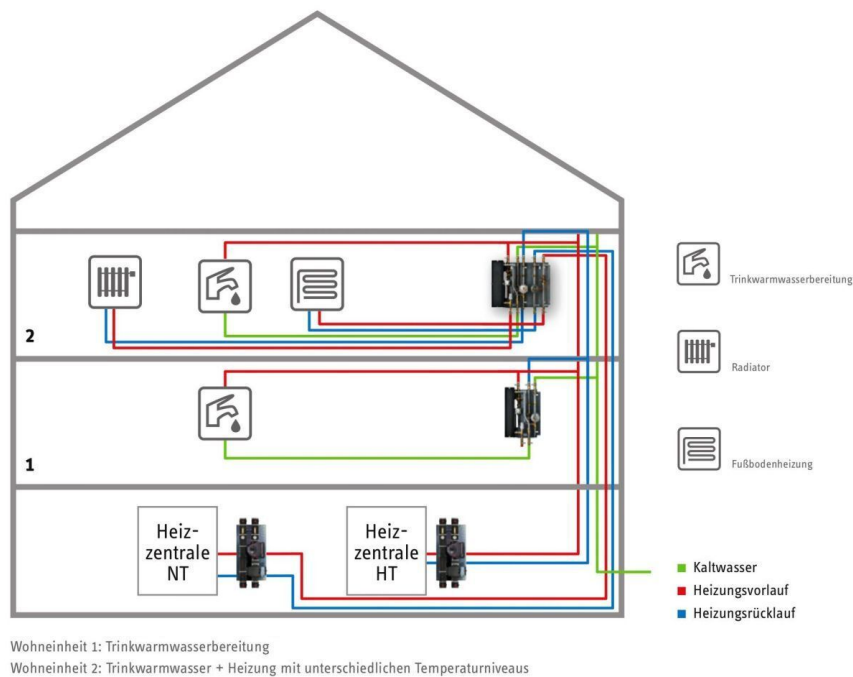 2
1
Heiz-
zentrale
NT
Heiz-
zentrale
HT
Trinkwarmwasserbereitung
Radiator
Fußbodenheizung
Kaltwasser
Heizungsvorlauf
Heizungsrücklauf
Wohneinheit 1: Trinkwarmwasserbereitung
Wohneinheit 2: Trinkwarmwasser + Heizung mit unterschiedlichen Temperaturniveaus